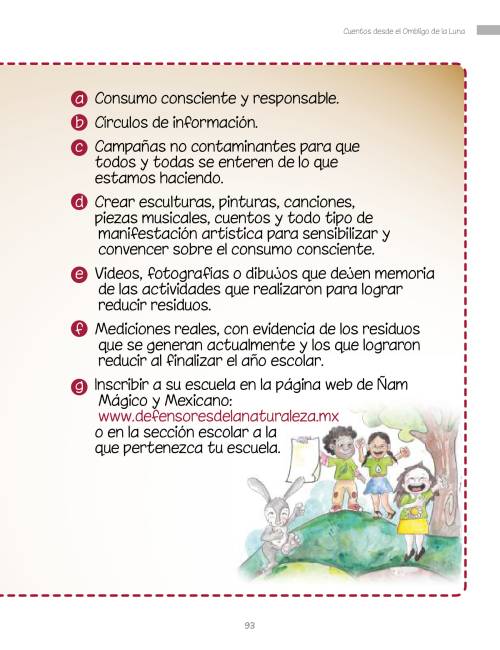 Cuentos desde el Ombligo de la Luna
a Consumo consciente y responsable.
b Círculos de información.
c Campañas no contaminantes para que
todos y todas se enteren de lo que
estamos haciendo.
d Crear esculturas, pinturas, canciones,
piezas musicales, cuentos y todo tipo de
manifestación artística para sensibilizar y
convencer sobre el consumo consciente.
e Videos, fotografías o dibujos que dejen memoria
de las actividades que realizaron para lograr
reducir residuos.
f Mediciones reales, con evidencia de los residuos
que se generan actualmente y los que lograron
reducir al finalizar el año escolar.
g Inscribir a su escuela en la página web de Ñam
Mágico y Mexicano:
www.defensoresdelanaturaleza.mx
o en la sección escolar a la
que pertenezca tu escuela.
93